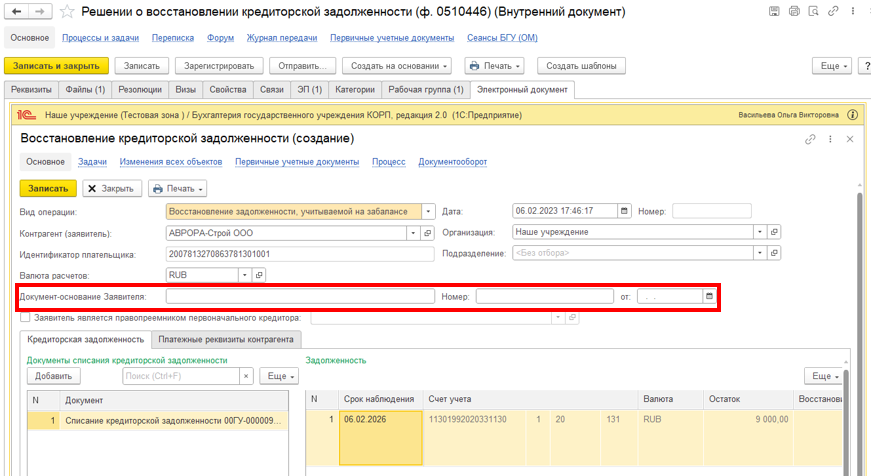 Решении о восстановлении кредиторской задолженности (ф. 0510446) (Внутренний документ)
Основное Процессы и задачи Переписка Форум Журнал передачи Первичные учетные документы Сеансы БГУ (ОМ)
Записать и закрыть Записать Зарегистрировать Отправить... Создать на основании Печать Создать шаблоны Еще ?
Реквизиты Файлы (1) Резолюции Визы Свойства Связи ЭП (1) Категории Рабочая группа (1) Электронный документ
1С Наше учреждение (Тестовая зона ) / Бухгалтерия государственного учреждения КОРП, редакция 2.0 (1С:Предприятие) Васильева Ольга Викторовна
Восстановление кредиторской задолженности (создание)
Основное Задачи Изменения всех объектов Первичные учетные документы Процесс Документооборот
Записать Закрыть Печать
Вид операции: Восстановление задолженности, учитываемой на забалансе Дата: 06.02.2023 17:46:17 Номер:
Контрагент (заявитель): АВРОРА-Строй ООО Организация: Наше учреждение
Идентификатор плательщика: 2007813270863781301001 Подразделение: <Без отбора>
Валюта расчетов: RUB
Документ-основание Заявителя: Номер: от: . .
Заявитель является правопреемником первоначального кредитора:
Кредиторская задолженность Платежные реквизиты контрагента
Документы списания кредиторской задолженности Задолженность
Добавить Поиск (Ctrl+F) × Еще Еще
N Документ N Срок наблюдения Счет учета Валюта Остаток Восстанови
1 Списание кредиторской задолженности 00ГУ-000009... 1 06.02.2026 11301992020331130 1 20 131 RUB 9 000,00